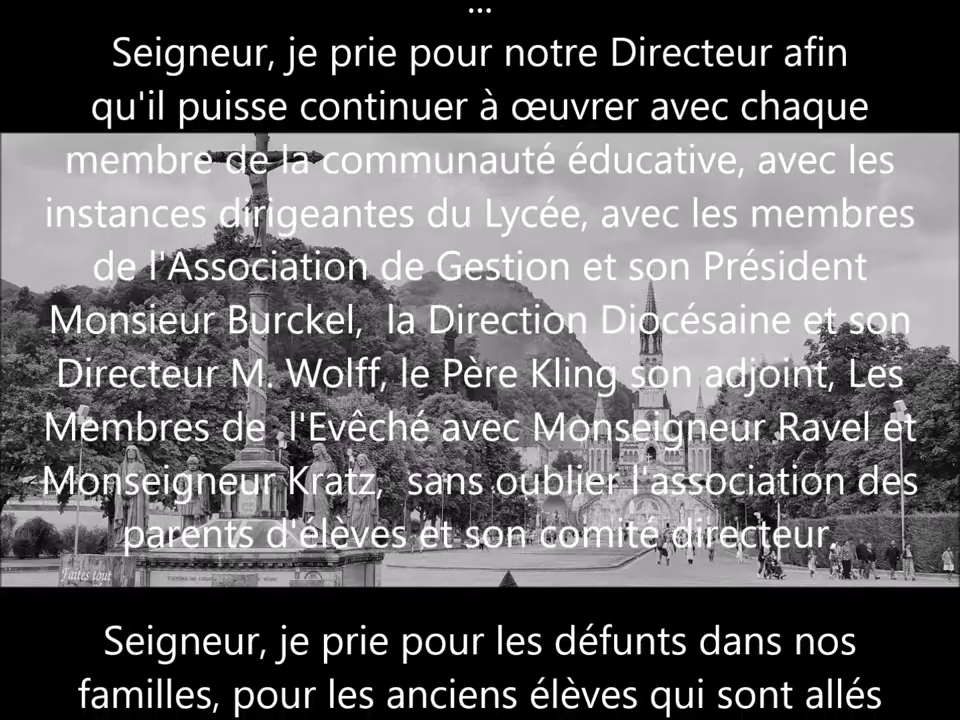 ...
Seigneur, je prie pour notre Directeur afin
qu'il puisse continuer à œuvrer avec chaque
membre de la communauté éducative, avec les
instances dirigeantes du Lycée, avec les membres
de l'Association de Gestion et son Président
Monsieur Burckel,  la Direction Diocésaine et son
Directeur M. Wolff, le Père Kling son adjoint, Les
Membres de  l'Evêché avec Monseigneur Ravel et
Monseigneur Kratz,  sans oublier l'association des
parents d'élèves et son comité directeur.
Faites tout
Seigneur, je prie pour les défunts dans nos
familles, pour les anciens élèves qui sont allés